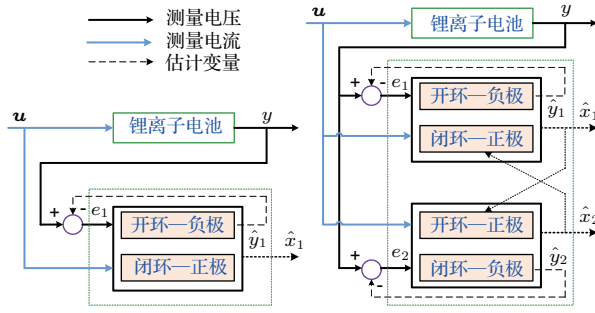 测量电压
测量电流
估计变量
u
锂离子电池
y
+
-
e₁
开环—负极
ŷ₁
x̂₁
闭环—正极
u
锂离子电池
y
+
-
e₁
开环—负极
ŷ₁
x̂₁
闭环—正极
开环—正极
x̂₂
+
-
e₂
闭环—负极
ŷ₂